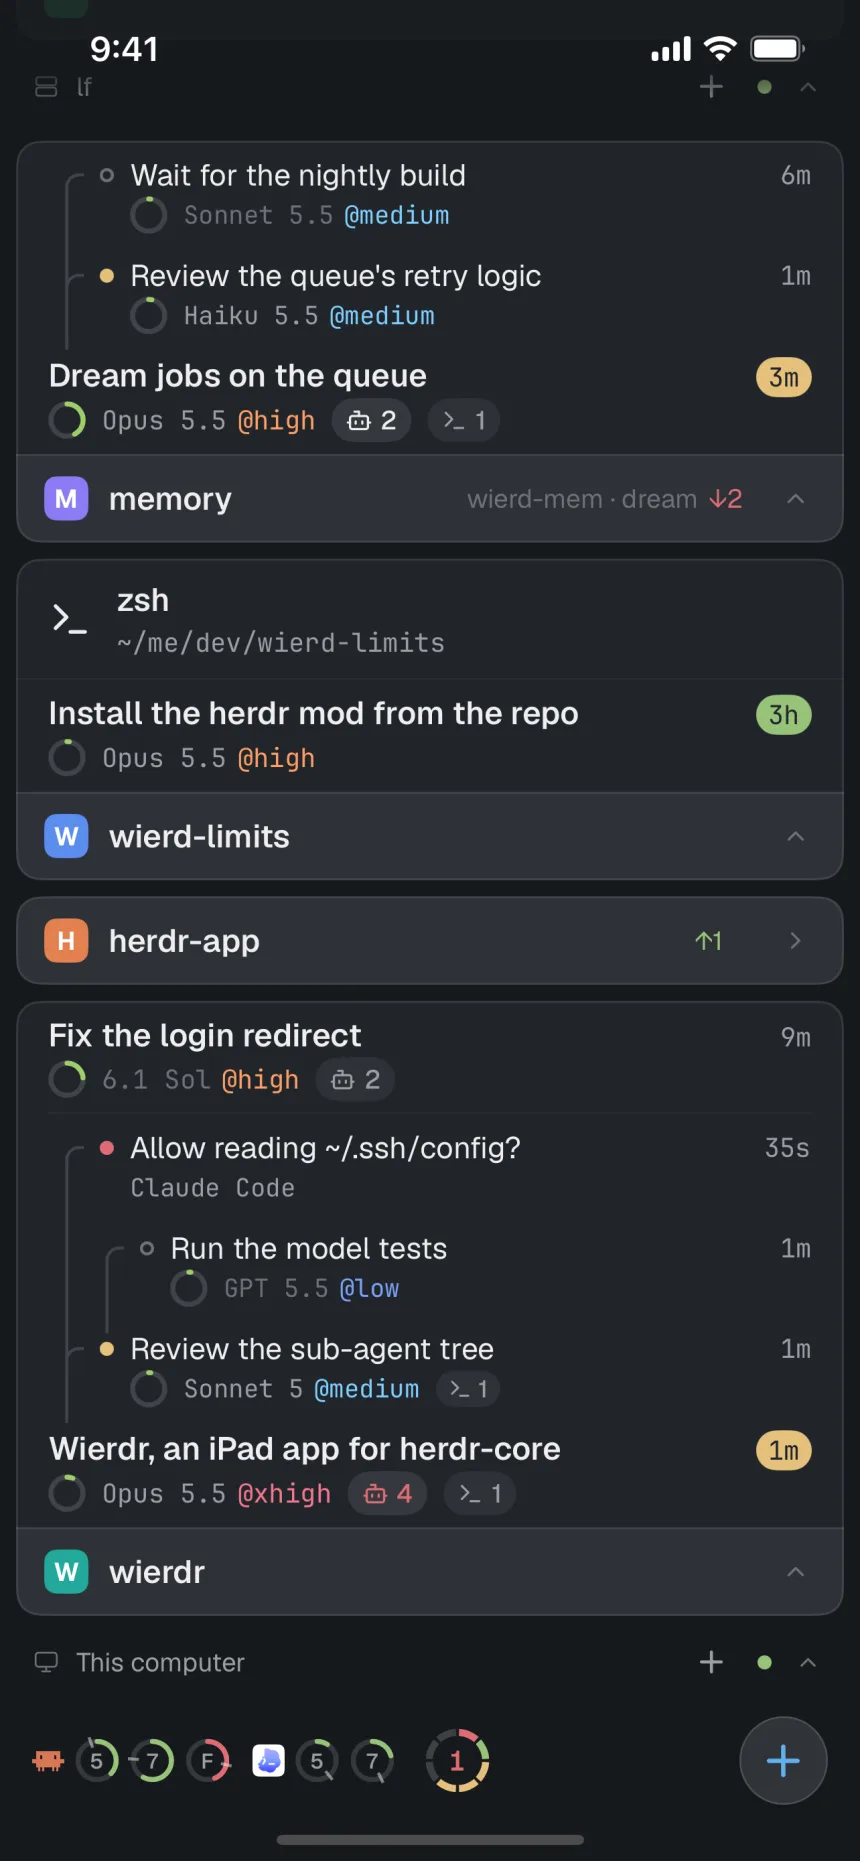 9:41
lf
Wait for the nightly build 6m
Sonnet 5.5 @medium
Review the queue's retry logic 1m
Haiku 5.5 @medium
Dream jobs on the queue 3m
Opus 5.5 @high 2 >_ 1
M memory wierd-mem · dream ↓2
>_ zsh
~/me/dev/wierd-limits
Install the herdr mod from the repo 3h
Opus 5.5 @high
W wierd-limits
H herdr-app ↑1
Fix the login redirect 9m
6.1 Sol @high 2
Allow reading ~/.ssh/config? 35s
Claude Code
Run the model tests 1m
GPT 5.5 @low
Review the sub-agent tree 1m
Sonnet 5 @medium >_ 1
Wierdr, an iPad app for herdr-core 1m
Opus 5.5 @xhigh 4 >_ 1
W wierdr
This computer
5 7 F 5 7 1